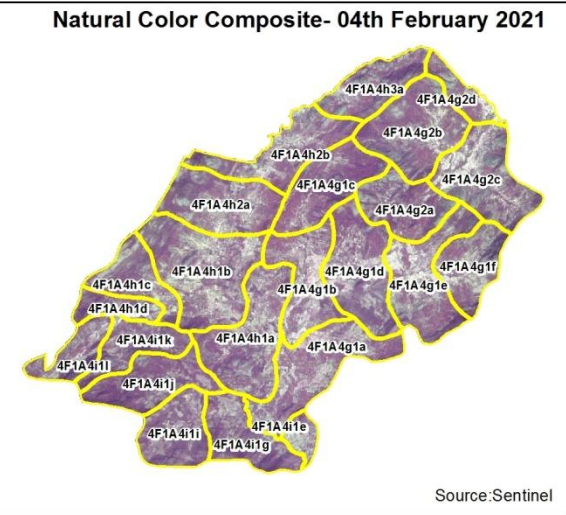 Natural Color Composite- 04th February 2021
4F1A4h3a
4F1A4g2d
4F1A4g2b
4F1A4h2b
4F1A4g2c
4F1A4g1c
4F1A4h2a
4F1A4g2a
4F1A4g1f
4F1A4h1b
4F1A4g1d
4F1A4h1c
4F1A4g1e
4F1A4g1b
4F1A4h1d
4F1A4i1k
4F1A4h1a
4F1A4g1a
4F1A4i1l
4F1A4i1j
4F1A4i1e
4F1A4i1i
4F1A4i1g
Source:Sentinel